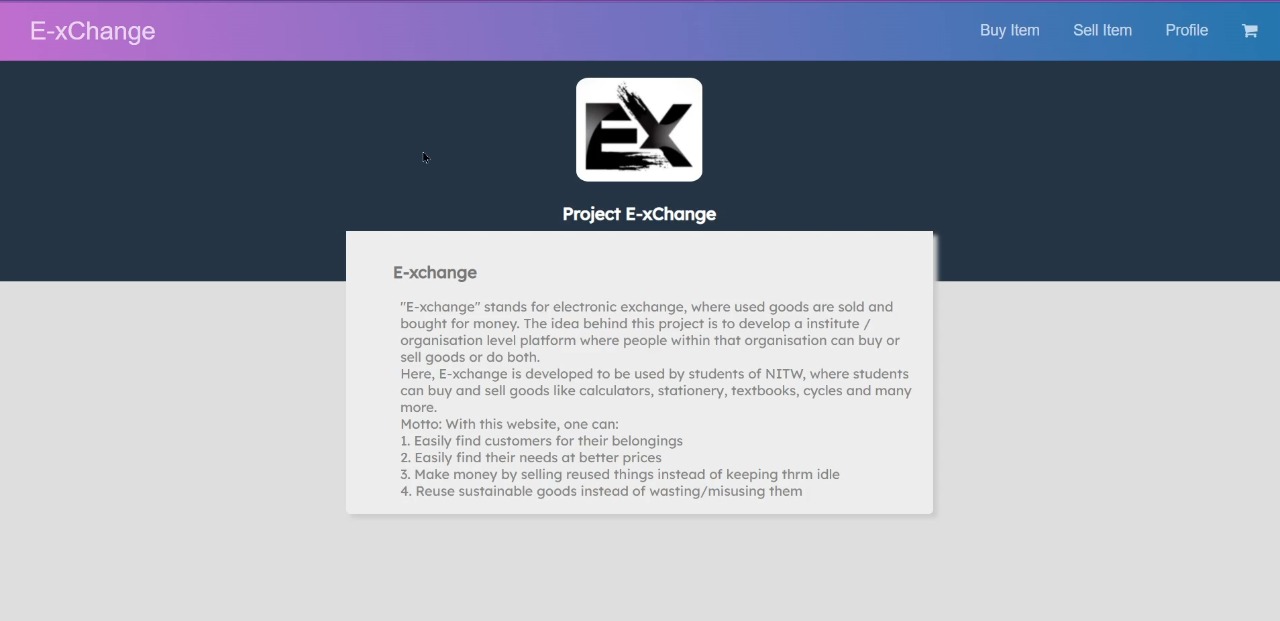 E-xChange
Buy Item
Sell Item
Profile
EX
Project E-xChange
E-xchange
"E-xchange" stands for electronic exchange, where used goods are sold and
bought for money. The idea behind this project is to develop a institute /
organisation level platform where people within that organisation can buy or
sell goods or do both.
Here, E-xchange is developed to be used by students of NITW, where students
can buy and sell goods like calculators, stationery, textbooks, cycles and many
more.
Motto: With this website, one can:
1. Easily find customers for their belongings
2. Easily find their needs at better prices
3. Make money by selling reused things instead of keeping thrm idle
4. Reuse sustainable goods instead of wasting/misusing them